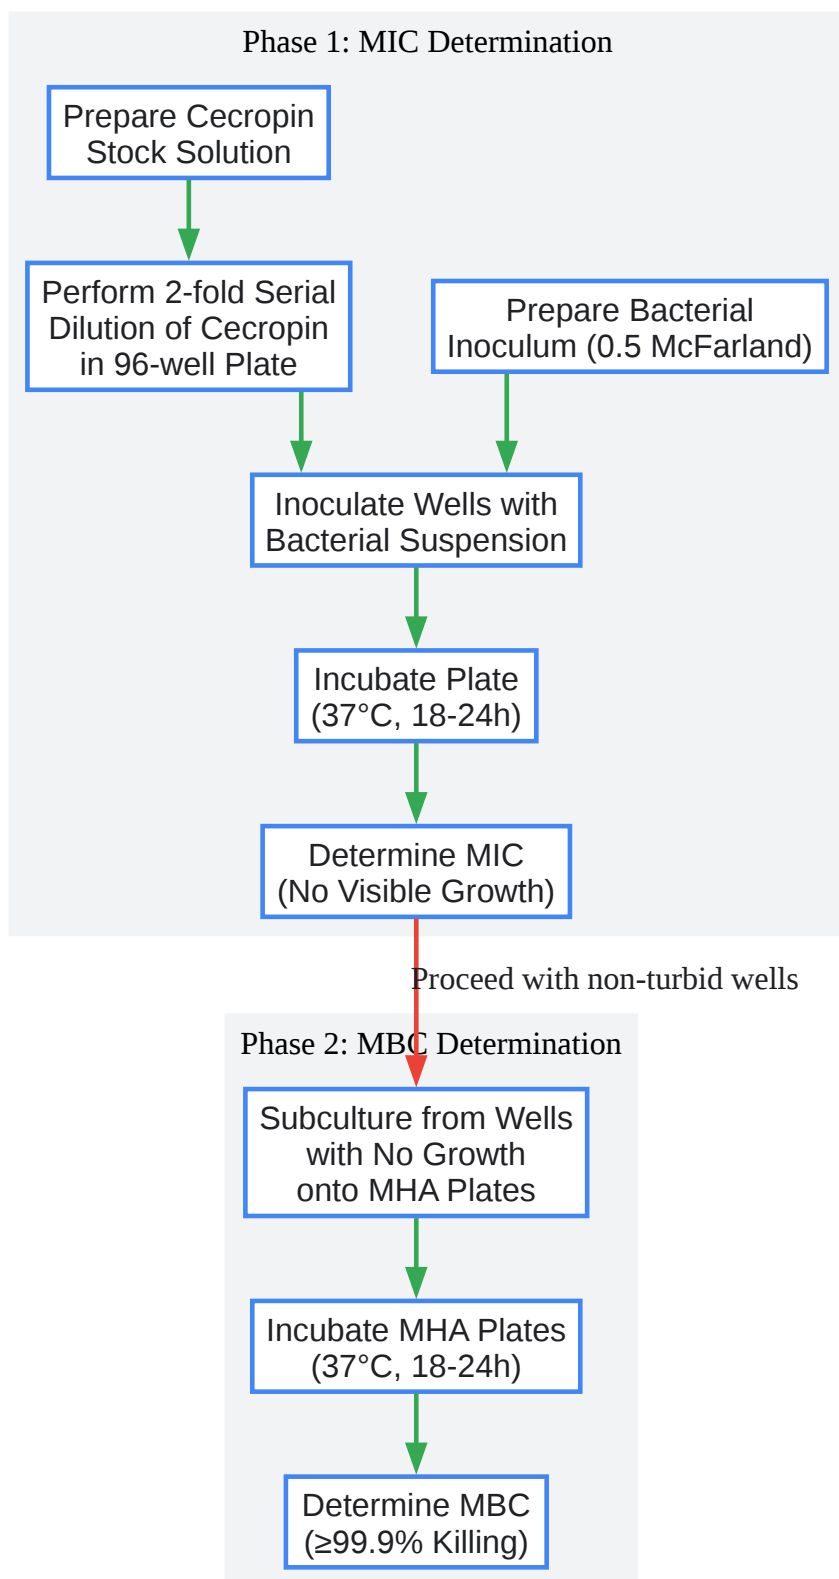 Phase 1: MIC Determination
Prepare Cecropin
Stock Solution
Perform 2-fold Serial
Dilution of Cecropin
in 96-well Plate
Prepare Bacterial
Inoculum (0.5 McFarland)
Inoculate Wells with
Bacterial Suspension
Incubate Plate
(37°C, 18-24h)
Determine MIC
(No Visible Growth)
Proceed with non-turbid wells
Phase 2: MBC Determination
Subculture from Wells
with No Growth
onto MHA Plates
Incubate MHA Plates
(37°C, 18-24h)
Determine MBC
(≥99.9% Killing)